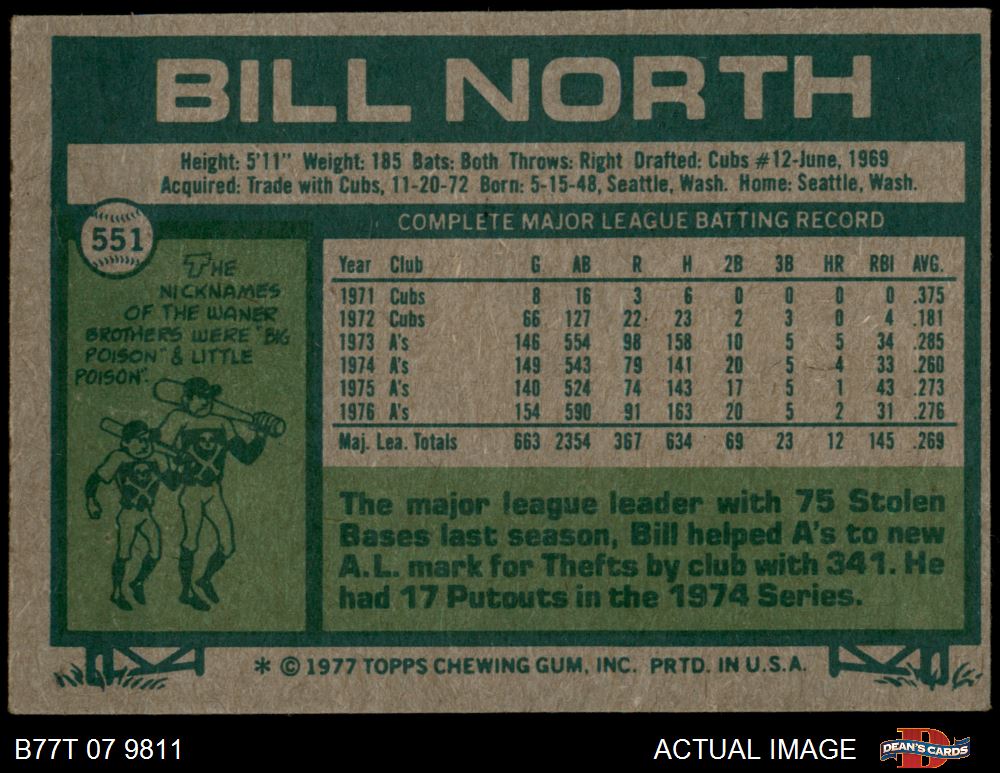 BILL NORTH
Height: 5'11" Weight: 185 Bats: Both Throws: Right Drafted: Cubs #12-June, 1969
Acquired: Trade with Cubs, 11-20-72 Born: 5-15-48, Seattle, Wash. Home: Seattle, Wash.
551
THE
NICKNAMES
OF THE WANER
BROTHERS WERE "BIG
POISON" & LITTLE
POISON".
COMPLETE MAJOR LEAGUE BATTING RECORD
Year Club G AB R H 2B 3B HR RBI AVG.
1971 Cubs 8 16 3 6 0 0 0 0 .375
1972 Cubs 66 127 22 23 2 3 0 4 .181
1973 A's 146 554 98 158 10 5 5 34 .285
1974 A's 149 543 79 141 20 5 4 33 .260
1975 A's 140 524 74 143 17 5 1 43 .273
1976 A's 154 590 91 163 20 5 2 31 .276
Maj. Lea. Totals 663 2354 367 634 69 23 12 145 .269
The major league leader with 75 Stolen
Bases last season, Bill helped A's to new
A.L. mark for Thefts by club with 341. He
had 17 Putouts in the 1974 Series.
* © 1977 TOPPS CHEWING GUM, INC. PRTD. IN U.S.A.
B77T 07 9811
ACTUAL IMAGE
DEAN'S CARDS